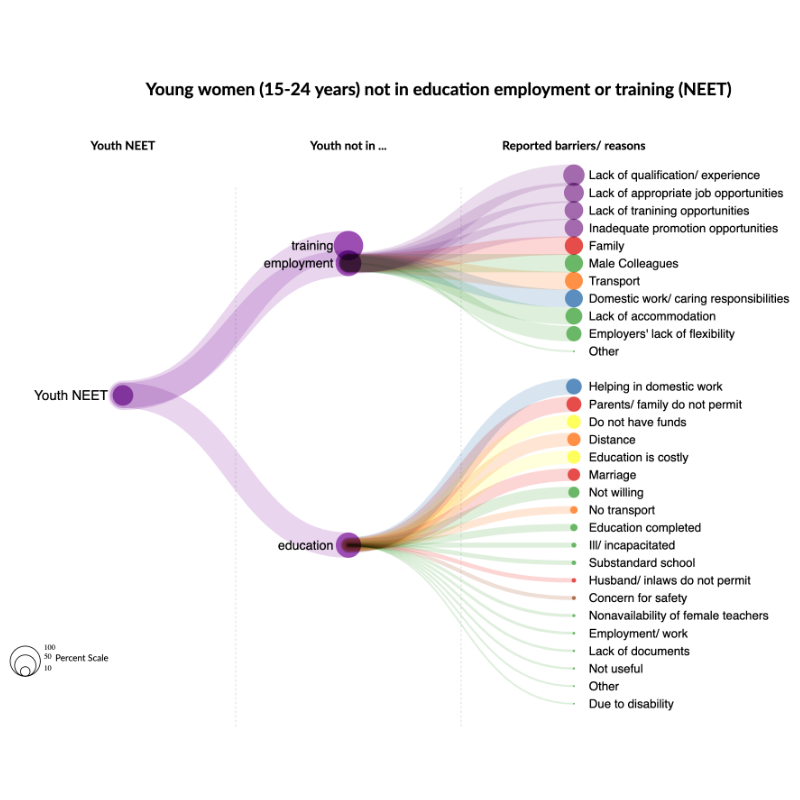 Young women (15-24 years) not in education employment or training (NEET)
Youth NEET
Youth not in ...
Reported barriers/ reasons
Lack of qualification/ experience
Lack of appropriate job opportunities
Lack of tranining opportunities
Inadequate promotion opportunities
training
Family
employment
Male Colleagues
Transport
Domestic work/ caring responsibilities
Lack of accommodation
Employers' lack of flexibility
Other
Youth NEET
Helping in domestic work
Parents/ family do not permit
Do not have funds
Distance
Education is costly
Marriage
Not willing
No transport
Education completed
education
Ill/ incapacitated
Substandard school
Husband/ inlaws do not permit
Concern for safety
Nonavailability of female teachers
Employment/ work
Lack of documents
Not useful
Other
Due to disability
100
50
10
Percent Scale